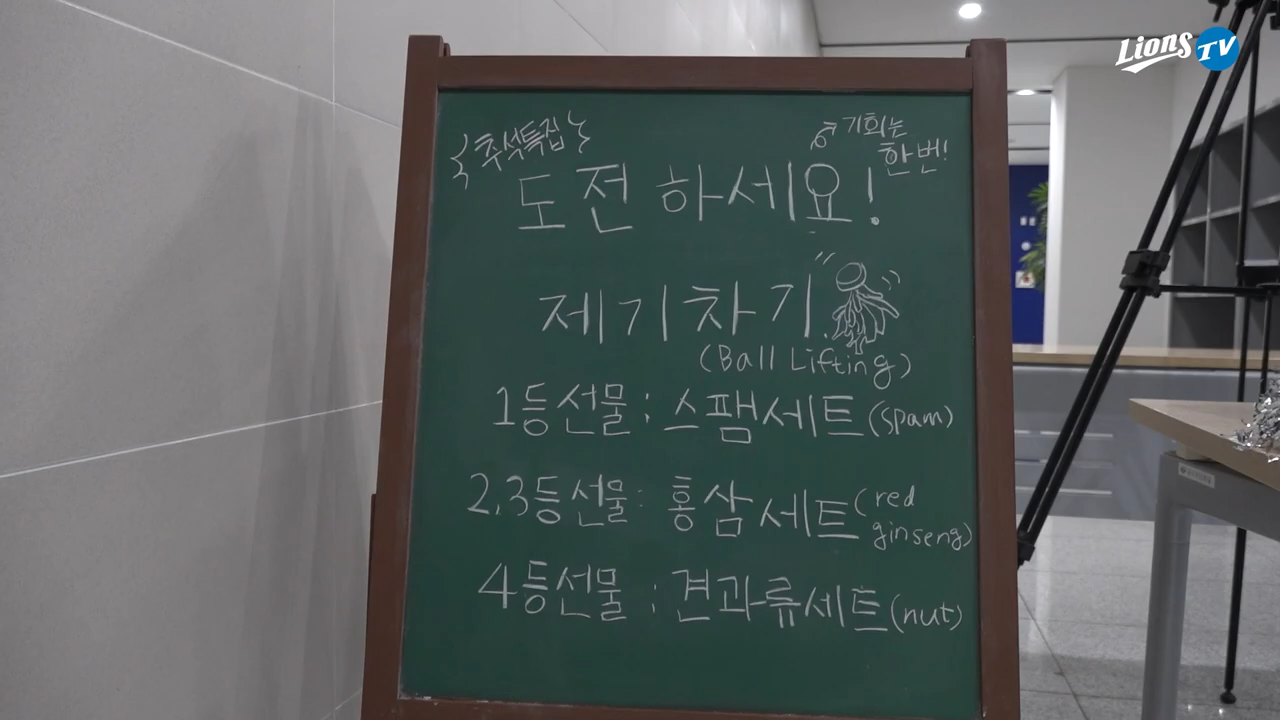 Lions TV
{추석특집}
기회는
한번!
도전하세요!
제기차기
(Ball Lifting)
1등선물 : 스팸세트 (spam)
2,3등선물 : 홍삼세트 (red
ginseng)
4등선물 : 견과류세트 (nut)